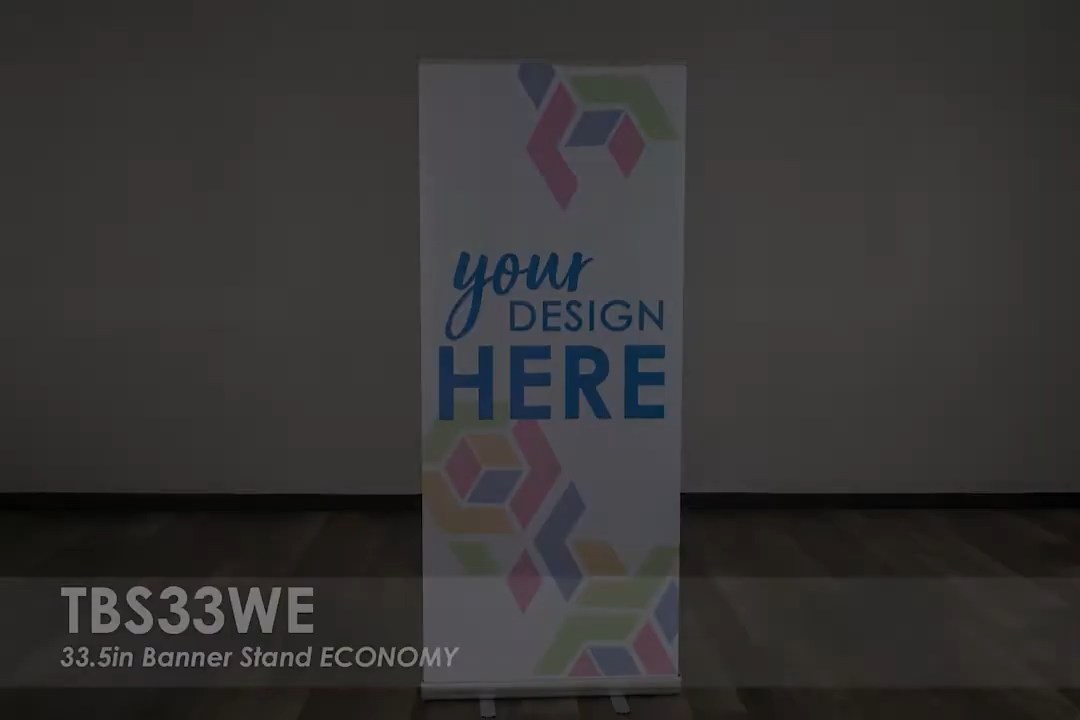 your
DESIGN
HERE
TBS33WE
33.5in Banner Stand ECONOMY